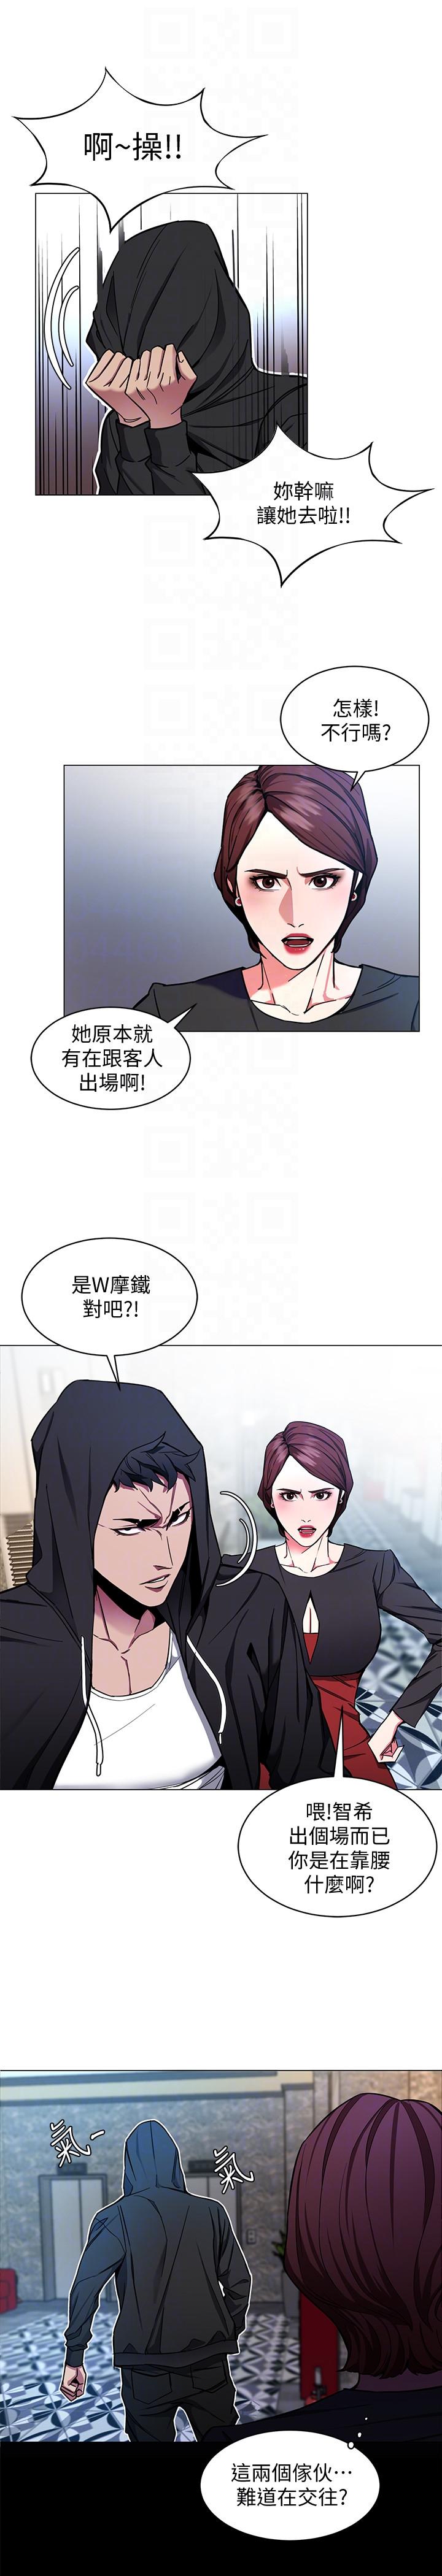 啊~操!!
妳幹嘛
讓她去啦!!
怎樣!
不行嗎?
她原本就
有在跟客人
出場啊!
是W摩鐵
對吧?!
喂!智希
出個場而已
你是在靠腰
什麼啊?
氣-
氣
這兩個傢伙…
難道在交往?